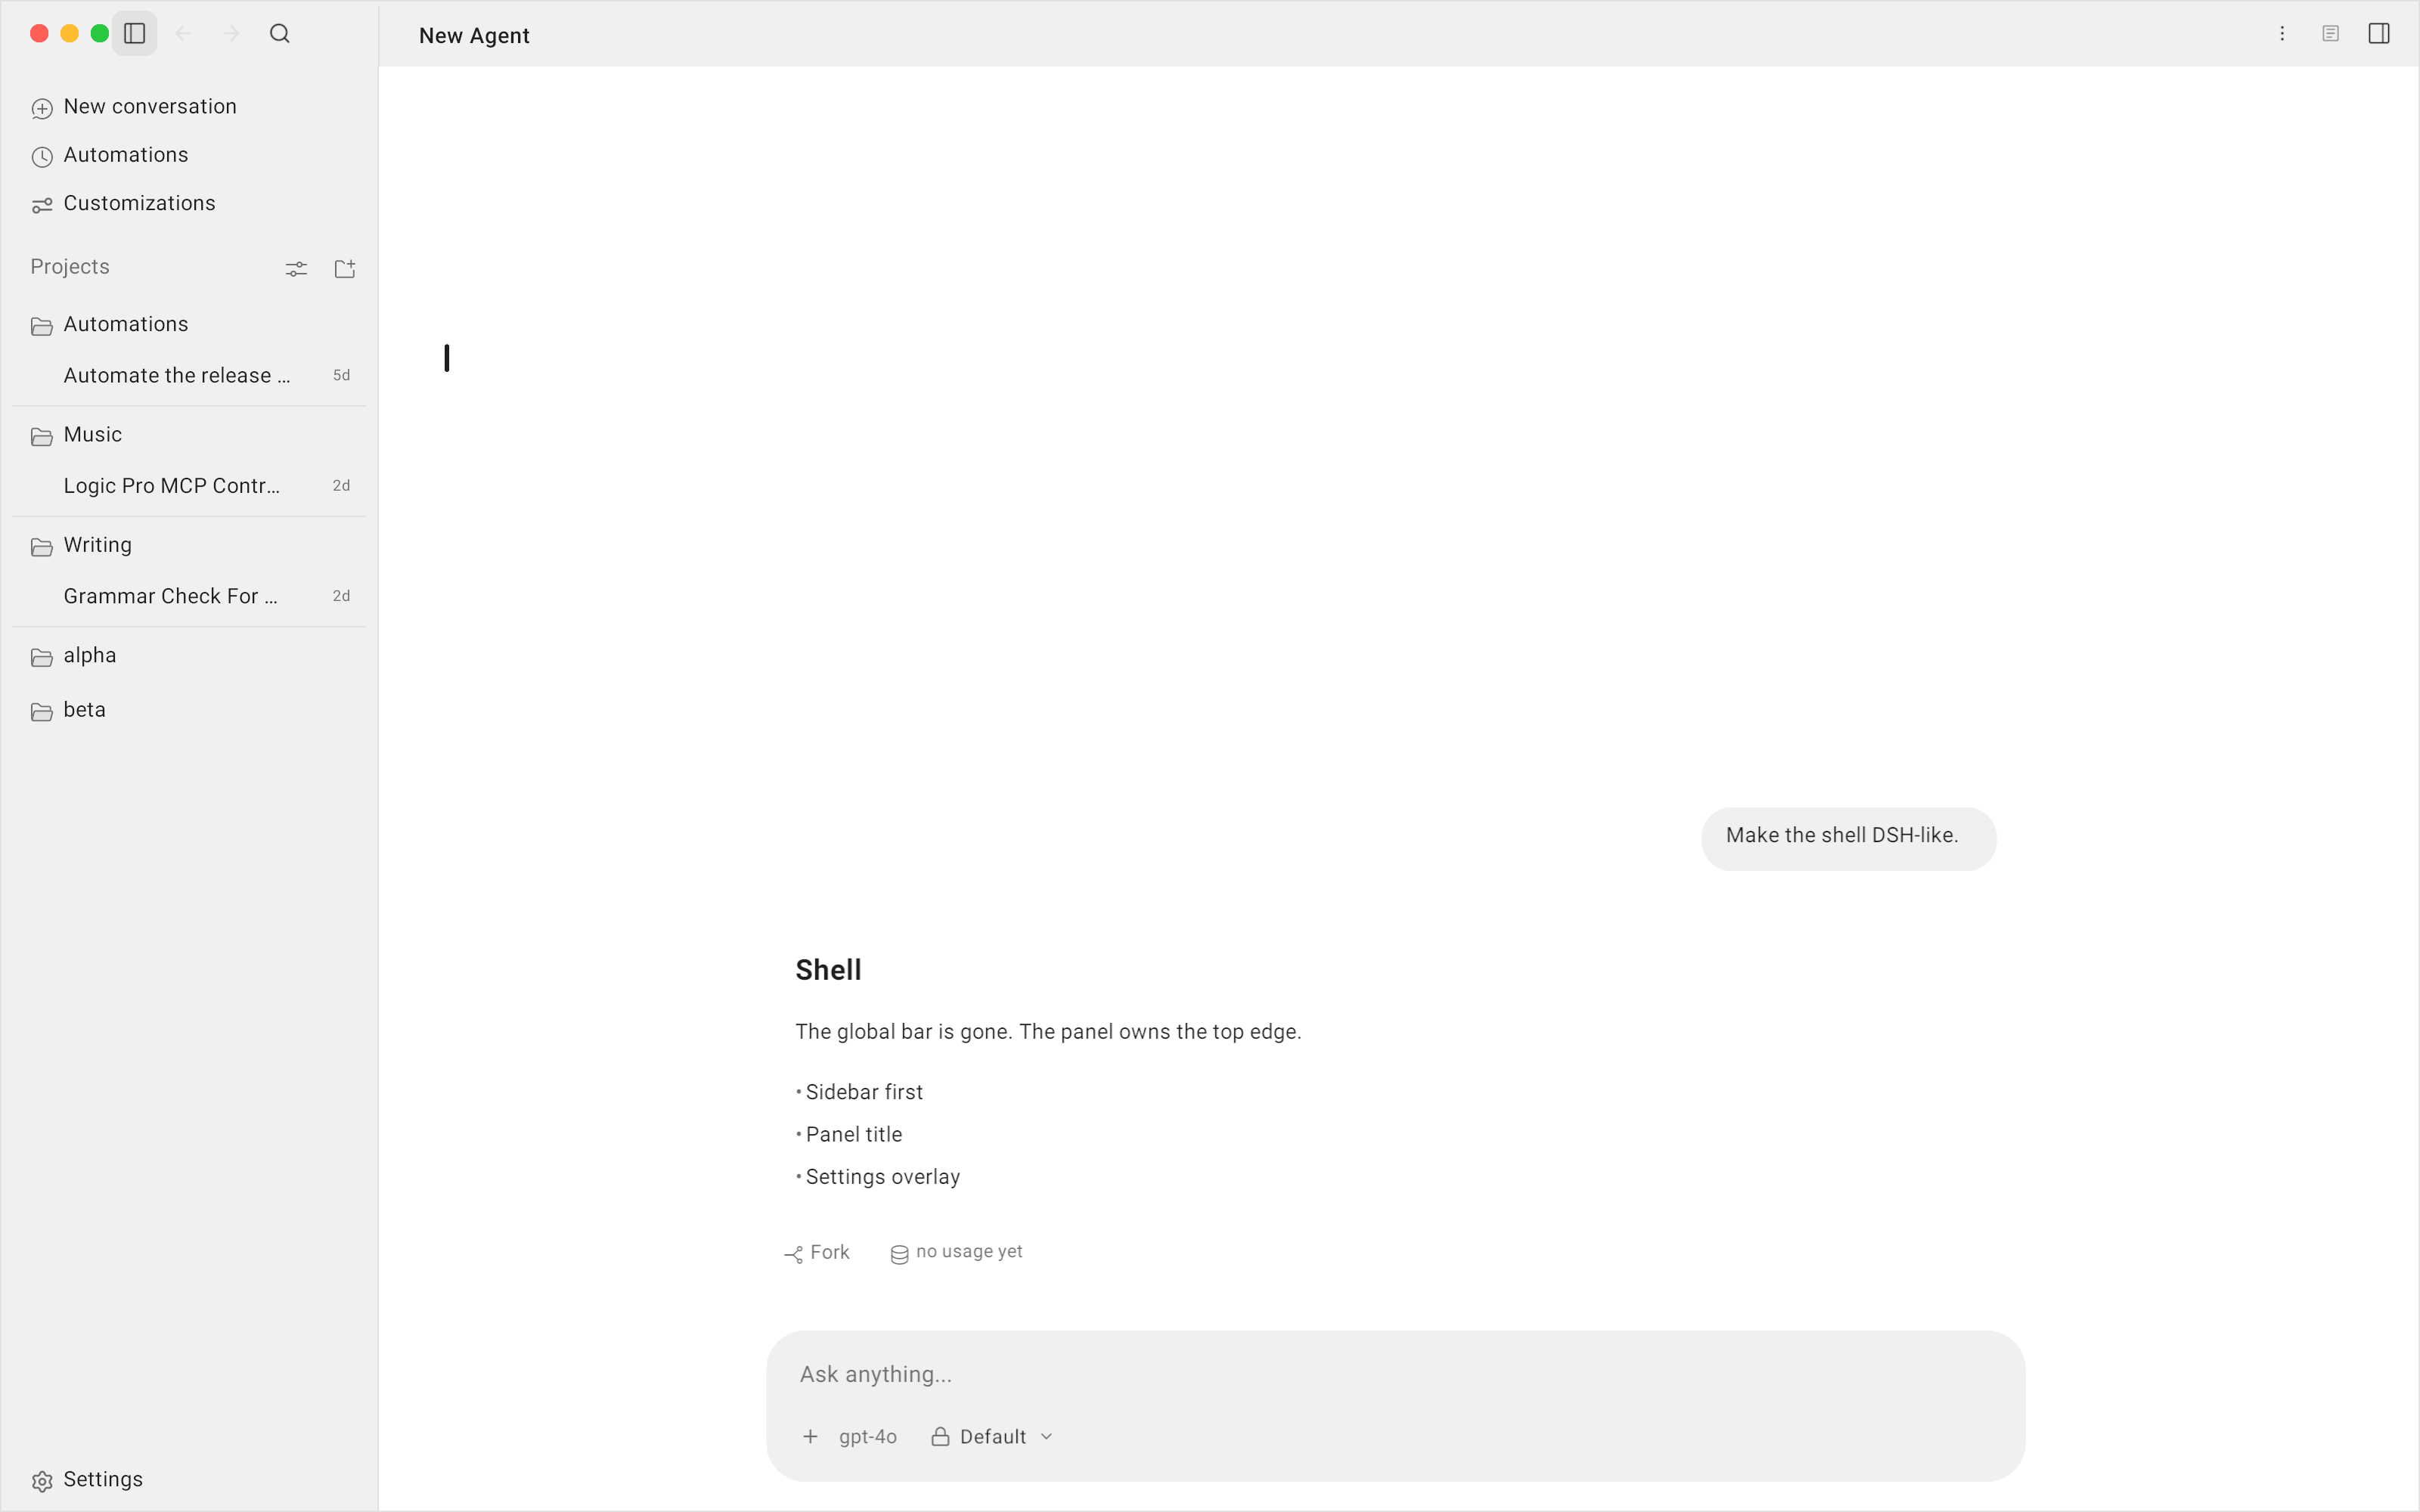 New Agent
New conversation
Automations
Customizations
Projects
Automations
Automate the release ... 5d
Music
Logic Pro MCP Contr... 2d
Writing
Grammar Check For ... 2d
alpha
beta
Settings
Make the shell DSH-like.
Shell
The global bar is gone. The panel owns the top edge.
• Sidebar first
• Panel title
• Settings overlay
Fork no usage yet
Ask anything...
+ gpt-4o Default